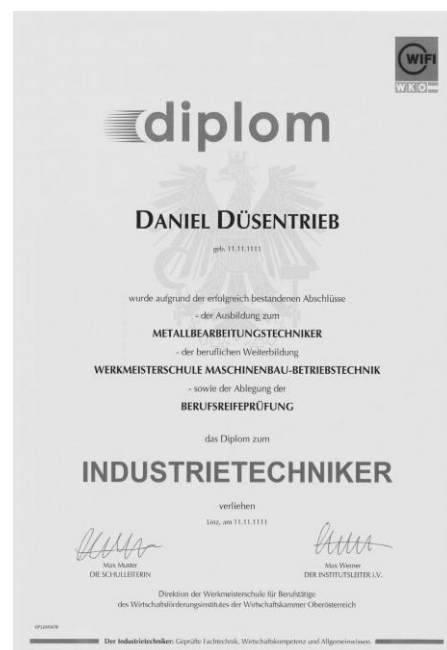 WIFI
WKO
diplom
DANIEL DÜSENTRIEB
geb. 11.11.1111
wurde aufgrund der erfolgreich bestandenen Abschlüsse
- der Ausbildung zum
METALLBEARBEITUNGSTECHNIKER
- der beruflichen Weiterbildung
WERKMEISTERSCHULE MASCHINENBAU-BETRIEBSTECHNIK
- sowie der Ablegung der
BERUFSREIFEPRÜFUNG
das Diplom zum
INDUSTRIETECHNIKER
verliehen
Linz, am 11.11.1111
Max Muster
DIE SCHULLEITERIN
Max Werner
DER INSTITUTSLEITER i.V.
Direktion der Werkmeisterschule für Berufstätige
des Wirtschaftsförderungsinstitutes der Wirtschaftskammer Oberösterreich
Der Industrietechniker: Geprüfte Fachtechnik, Wirtschaftskompetenz und Allgemeinwissen.